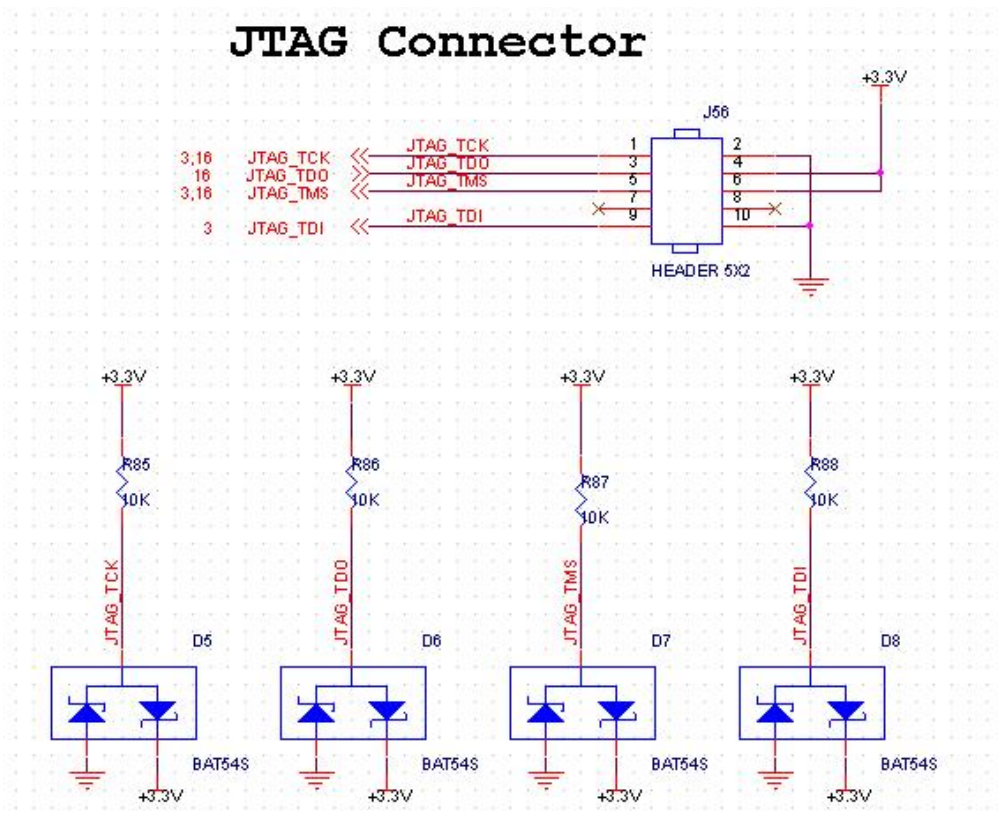 JTAG Connector
+3.3V
J56
3,16 JTAG_TCK JTAG_TCK 1 2
16 JTAG_TDO JTAG_TDO 3 4
3,16 JTAG_TMS JTAG_TMS 5 6
7 8
3 JTAG_TDI JTAG_TDI 9 10
HEADER 5X2
+3.3V +3.3V +3.3V +3.3V
R85 R86 R87 R88
10K 10K 10K 10K
JTAG_TCK JTAG_TDO JTAG_TMS JTAG_TDI
D5 D6 D7 D8
BAT54S BAT54S BAT54S BAT54S
+3.3V +3.3V +3.3V +3.3V